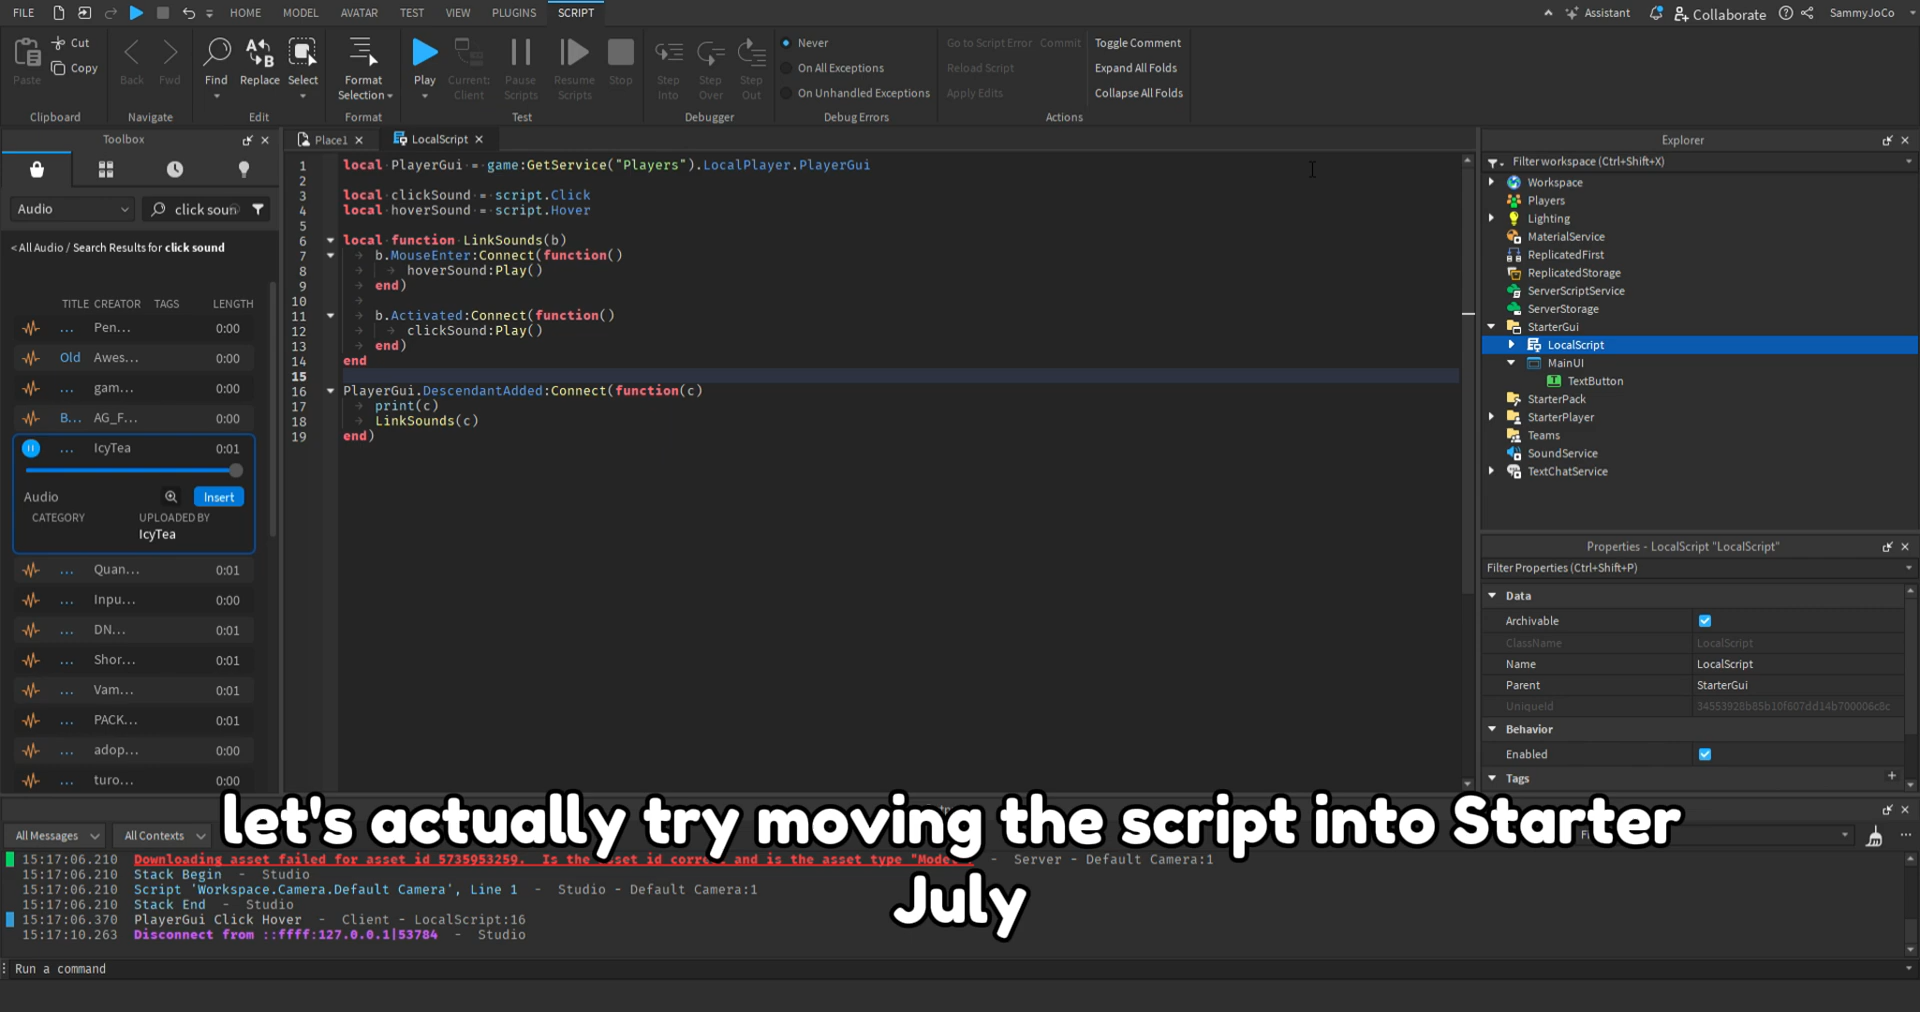 FILE HOME MODEL AVATAR TEST VIEW PLUGINS SCRIPT Assistant Collaborate SammyJoCo
Paste Cut Copy Back Fwd Find Replace Select Format Selection Play Current: Client Pause Scripts Resume Scripts Stop Step Into Step Over Step Out
Never Go to Script Error Commit Toggle Comment
On All Exceptions Reload Script Expand All Folds
On Unhandled Exceptions Apply Edits Collapse All Folds
Clipboard Navigate Edit Format Test Debugger Debug Errors Actions
Toolbox
Audio click soun
< All Audio / Search Results for click sound
TITLE CREATOR TAGS LENGTH
... Pen... 0:00
Old Awes... 0:00
... gam... 0:00
B... AG_F... 0:00
... IcyTea 0:01
Audio Insert
CATEGORY UPLOADED BY
IcyTea
... Quan... 0:01
... Inpu... 0:00
... DN... 0:01
... Shor... 0:01
... Vam... 0:01
... PACK... 0:01
... adop... 0:00
... turo... 0:00
Place1 LocalScript
1 local PlayerGui = game:GetService("Players").LocalPlayer.PlayerGui
2
3 local clickSound = script.Click
4 local hoverSound = script.Hover
5
6 local function LinkSounds(b)
7 b.MouseEnter:Connect(function()
8 hoverSound:Play()
9 end)
10
11 b.Activated:Connect(function()
12 clickSound:Play()
13 end)
14 end
15
16 PlayerGui.DescendantAdded:Connect(function(c)
17 print(c)
18 LinkSounds(c)
19 end)
Explorer
Filter workspace (Ctrl+Shift+X)
Workspace
Players
Lighting
MaterialService
ReplicatedFirst
ReplicatedStorage
ServerScriptService
ServerStorage
StarterGui
LocalScript
MainUI
TextButton
StarterPack
StarterPlayer
Teams
SoundService
TextChatService
Properties - LocalScript "LocalScript"
Filter Properties (Ctrl+Shift+P)
Data
Archivable
ClassName LocalScript
Name LocalScript
Parent StarterGui
UniqueId 34553928b85b10f607dd14b700006c8c
Behavior
Enabled
Tags
let's actually try moving the script into Starter
July
All Messages All Contexts
15:17:06.210 Downloading asset failed for asset id 5735953259. Is the asset id correct and is the asset type "Model"? - Server - Default Camera:1
15:17:06.210 Stack Begin - Studio
15:17:06.210 Script 'Workspace.Camera.Default Camera', Line 1 - Studio - Default Camera:1
15:17:06.210 Stack End - Studio
15:17:06.370 PlayerGui Click Hover - Client - LocalScript:16
15:17:10.263 Disconnect from ::ffff:127.0.0.1|53784 - Studio
Run a command